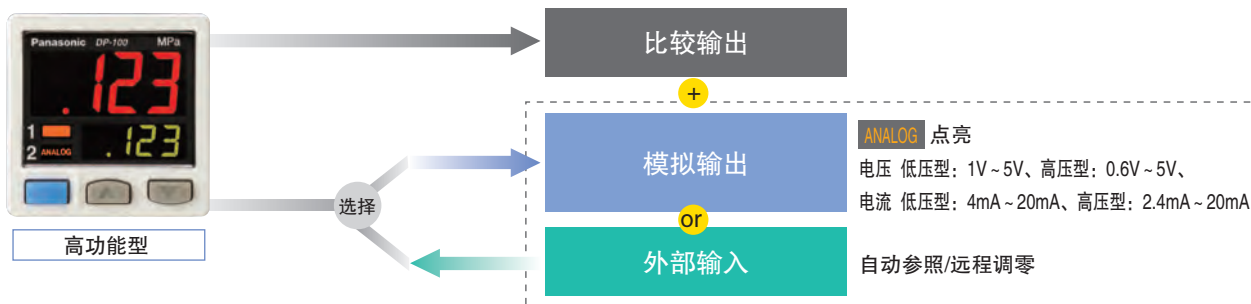 Panasonic DP-100 MPa
.123
1
2 ANALOG .123
高功能型
选择
比较输出
+
模拟输出
or
外部输入
ANALOG 点亮
电压 低压型：1V~5V、高压型：0.6V~5V、
电流 低压型：4mA~20mA、高压型：2.4mA~20mA
自动参照/远程调零